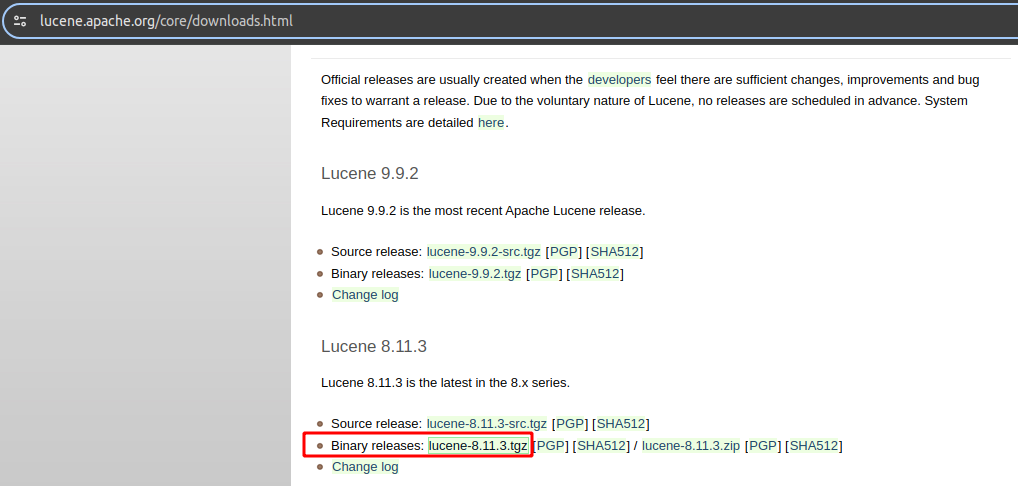 lucene.apache.org/core/downloads.html
Official releases are usually created when the developers feel there are sufficient changes, improvements and bug
fixes to warrant a release. Due to the voluntary nature of Lucene, no releases are scheduled in advance. System
Requirements are detailed here.
Lucene 9.9.2
Lucene 9.9.2 is the most recent Apache Lucene release.
Source release: lucene-9.9.2-src.tgz [PGP] [SHA512]
Binary releases: lucene-9.9.2.tgz [PGP] [SHA512]
Change log
Lucene 8.11.3
Lucene 8.11.3 is the latest in the 8.x series.
Source release: lucene-8.11.3-src.tgz [PGP] [SHA512]
Binary releases: lucene-8.11.3.tgz [PGP] [SHA512] / lucene-8.11.3.zip [PGP] [SHA512]
Change log